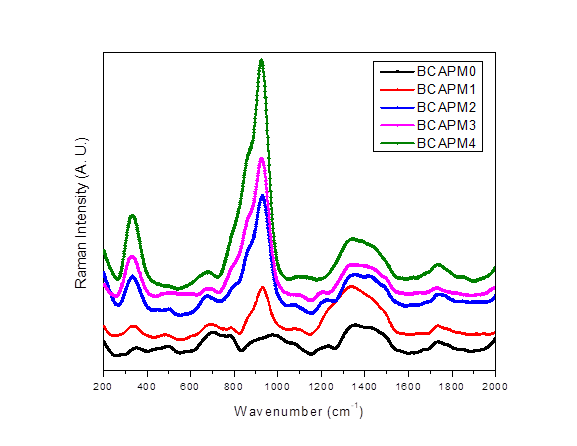 BCAPM0
BCAPM1
BCAPM2
BCAPM3
BCAPM4
Raman Intensity (A. U.)
200 400 600 800 1000 1200 1400 1600 1800 2000
Wavenumber (cm⁻¹)